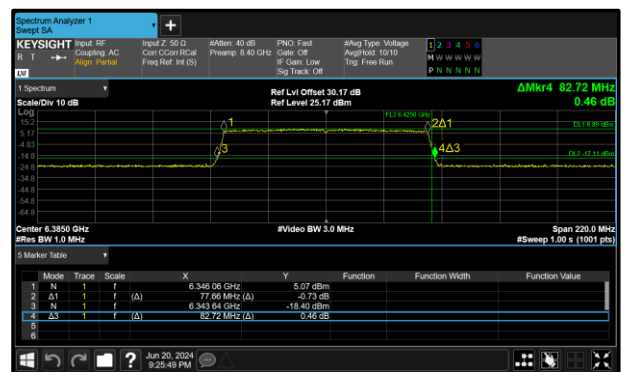 Spectrum Analyzer 1
Swept SA
+
KEYSIGHT Input: RF Input Z: 50 Ω #Atten: 40 dB PNO: Fast #Avg Type: Voltage 1 2 3 4 5 6
R T Coupling: AC Corr CCorr RCal Preamp: 8.40 GHz Gate: Off Avg|Hold: 10/10 M W W W W W
Align: Partial Freq Ref: Int (S) IF Gain: Low Trig: Free Run P N N N N N
LXI Sig Track: Off
1 Spectrum Ref Lvl Offset 30.17 dB ΔMkr4 82.72 MHz
Scale/Div 10 dB Ref Level 25.17 dBm 0.46 dB
Log
15.2
5.17
-4.83
-14.8
-24.8
-34.8
-44.8
-54.8
-64.8
FL3 6.4250 GHz
1 2Δ1
3 4Δ3
DL2 -17.11 dBm
Center 6.3850 GHz #Video BW 3.0 MHz Span 220.0 MHz
#Res BW 1.0 MHz #Sweep 1.00 s (1001 pts)
5 Marker Table
Mode Trace Scale X Y Function Function Width Function Value
1 N 1 f 6.346 06 GHz 5.07 dBm
2 Δ1 1 f (Δ) 77.66 MHz (Δ) -0.73 dB
3 N 1 f 6.343 64 GHz -18.40 dBm
4 Δ3 1 f (Δ) 82.72 MHz (Δ) 0.46 dB
5
6
? Jun 20, 2024
9:25:49 PM